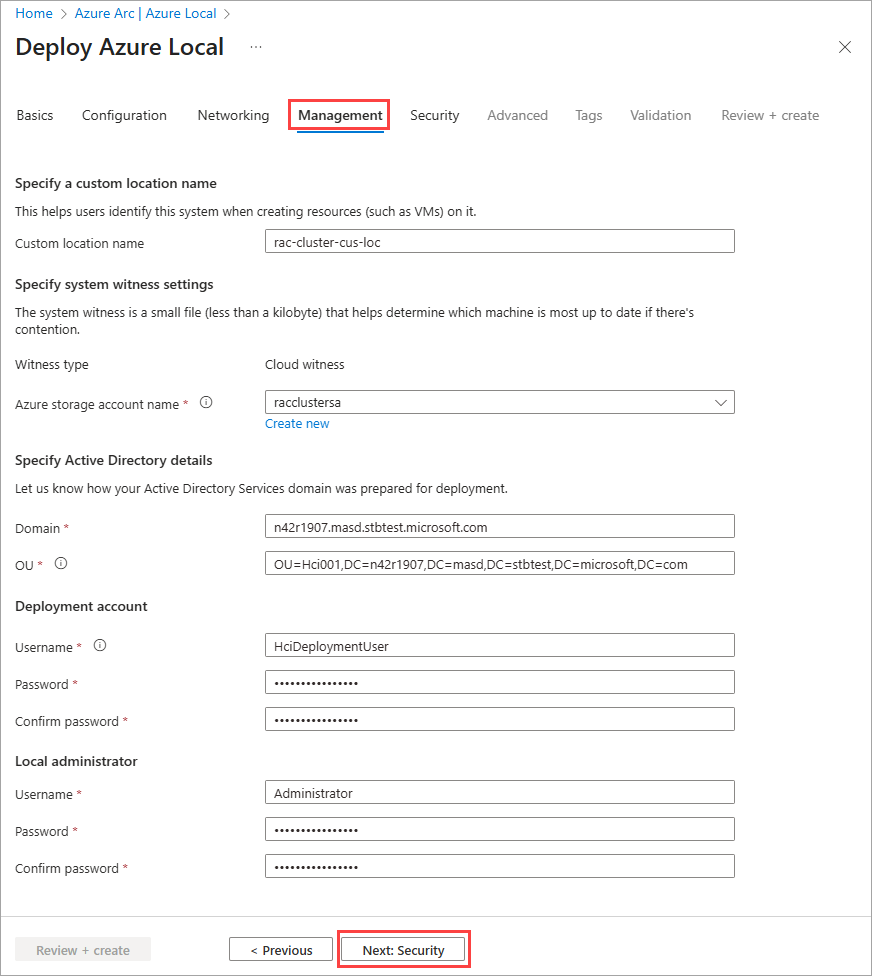 Home > Azure Arc | Azure Local >
Deploy Azure Local ...
Basics Configuration Networking Management Security Advanced Tags Validation Review + create
Specify a custom location name
This helps users identify this system when creating resources (such as VMs) on it.
Custom location name rac-cluster-cus-loc
Specify system witness settings
The system witness is a small file (less than a kilobyte) that helps determine which machine is most up to date if there's
contention.
Witness type Cloud witness
Azure storage account name * racclustersa
Create new
Specify Active Directory details
Let us know how your Active Directory Services domain was prepared for deployment.
Domain * n42r1907.masd.stbtest.microsoft.com
OU * OU=Hci001,DC=n42r1907,DC=masd,DC=stbtest,DC=microsoft,DC=com
Deployment account
Username * HciDeploymentUser
Password * ••••••••••••••••
Confirm password * ••••••••••••••••
Local administrator
Username * Administrator
Password * ••••••••••••••••
Confirm password * ••••••••••••••••
Review + create < Previous Next: Security